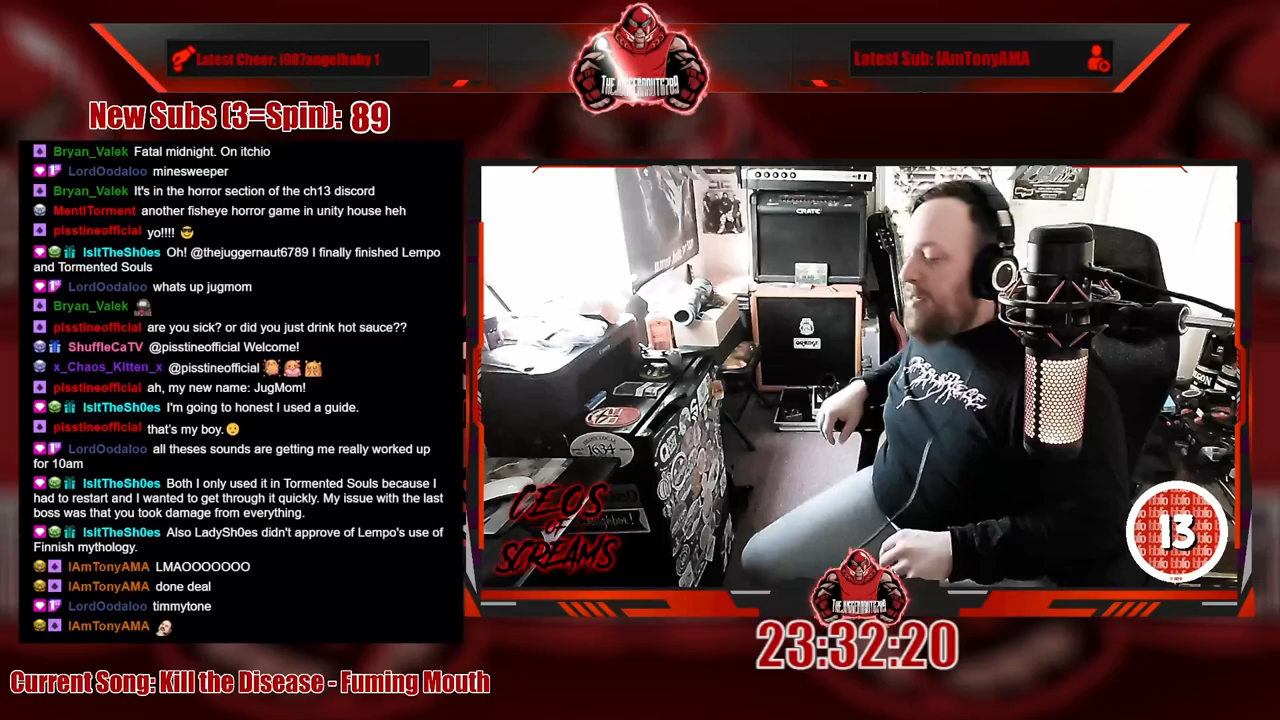 Latest Cheer: i987angelbaby 1
THEJUGGERNAUT6789
Latest Sub: IAmTonyAMA
New Subs (3=Spin): 89
Bryan_Valek Fatal midnight. On itchio
LordOodaloo minesweeper
Bryan_Valek It's in the horror section of the ch13 discord
MentlTorment another fisheye horror game in unity house heh
pisstineofficial yo!!!!
IsItTheSh0es Oh! @thejuggernaut6789 I finally finished Lempo
and Tormented Souls
LordOodaloo whats up jugmom
Bryan_Valek
pisstineofficial are you sick? or did you just drink hot sauce??
ShuffleCaTV @pisstineofficial Welcome!
x_Chaos_Kitten_x @pisstineofficial
pisstineofficial ah, my new name: JugMom!
IsItTheSh0es I'm going to honest I used a guide.
pisstineofficial that's my boy.
LordOodaloo all theses sounds are getting me really worked up
for 10am
IsItTheSh0es Both I only used it in Tormented Souls because I
had to restart and I wanted to get through it quickly. My issue with the last
boss was that you took damage from everything.
IsItTheSh0es Also LadySh0es didn't approve of Lempo's use of
Finnish mythology.
IAmTonyAMA LMAOOOOOOO
IAmTonyAMA done deal
LordOodaloo timmytone
IAmTonyAMA
CRATE
ORANGE
1634
CEOS
OF
SCREAMS
13
THEJUGGERNAUT6789
23:32:20
Current Song: Kill the Disease - Fuming Mouth